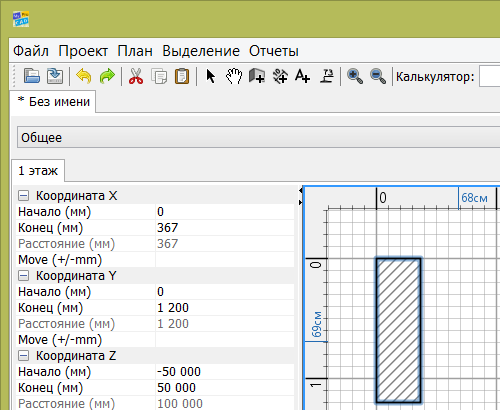 Файл Проект План Выделение Отчеты
Калькулятор:
* Без имени
Общее
1 этаж
Координата X
Начало (мм) 0
Конец (мм) 367
Расстояние (мм) 367
Move (+/-mm)
Координата Y
Начало (мм) 0
Конец (мм) 1 200
Расстояние (мм) 1 200
Move (+/-mm)
Координата Z
Начало (мм) -50 000
Конец (мм) 50 000
Расстояние (мм) 100 000
0 68см
0
69см
1